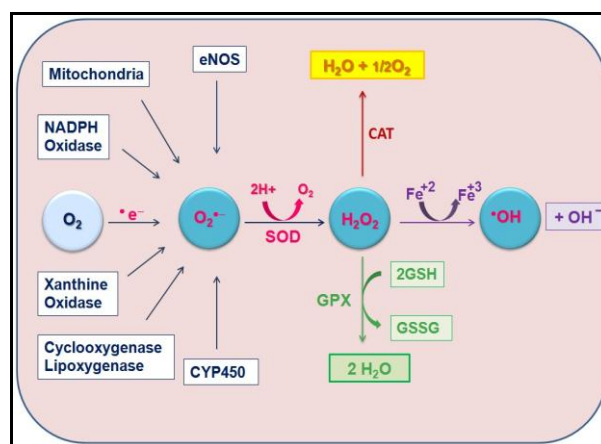 eNOS
Mitochondria
H₂O + 1/2O₂
NADPH
Oxidase
CAT
2H+
O₂
Fe⁺²
Fe⁺³
O₂
• e⁻
O₂•⁻
SOD
H₂O₂
•OH
+ OH⁻
Xanthine
Oxidase
GPX
2GSH
GSSG
Cyclooxygenase
Lipoxygenase
CYP450
2 H₂O